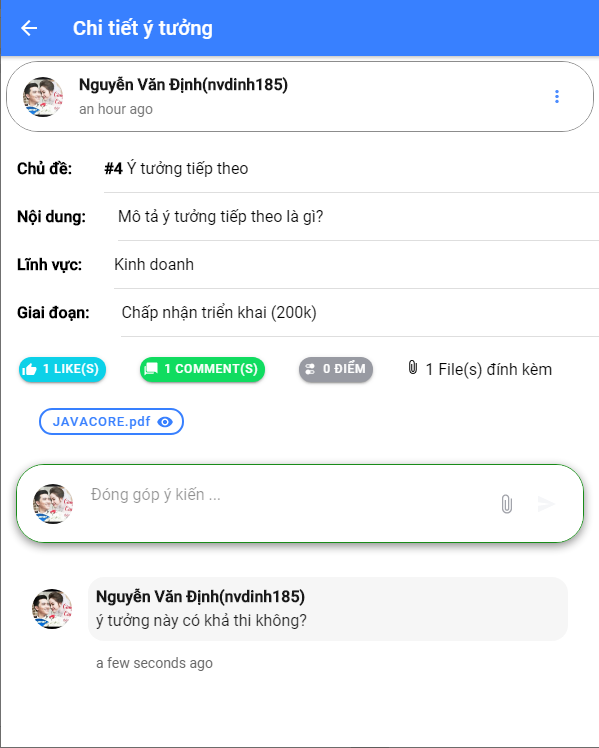 Chi tiết ý tưởng
Nguyễn Văn Định(nvdinh185)
an hour ago
Chủ đề: #4 Ý tưởng tiếp theo
Nội dung: Mô tả ý tưởng tiếp theo là gì?
Lĩnh vực: Kinh doanh
Giai đoạn: Chấp nhận triển khai (200k)
1 LIKE(S) 1 COMMENT(S) 0 ĐIỂM 1 File(s) đính kèm
JAVACORE.pdf
Đóng góp ý kiến ...
Nguyễn Văn Định(nvdinh185)
ý tưởng này có khả thi không?
a few seconds ago